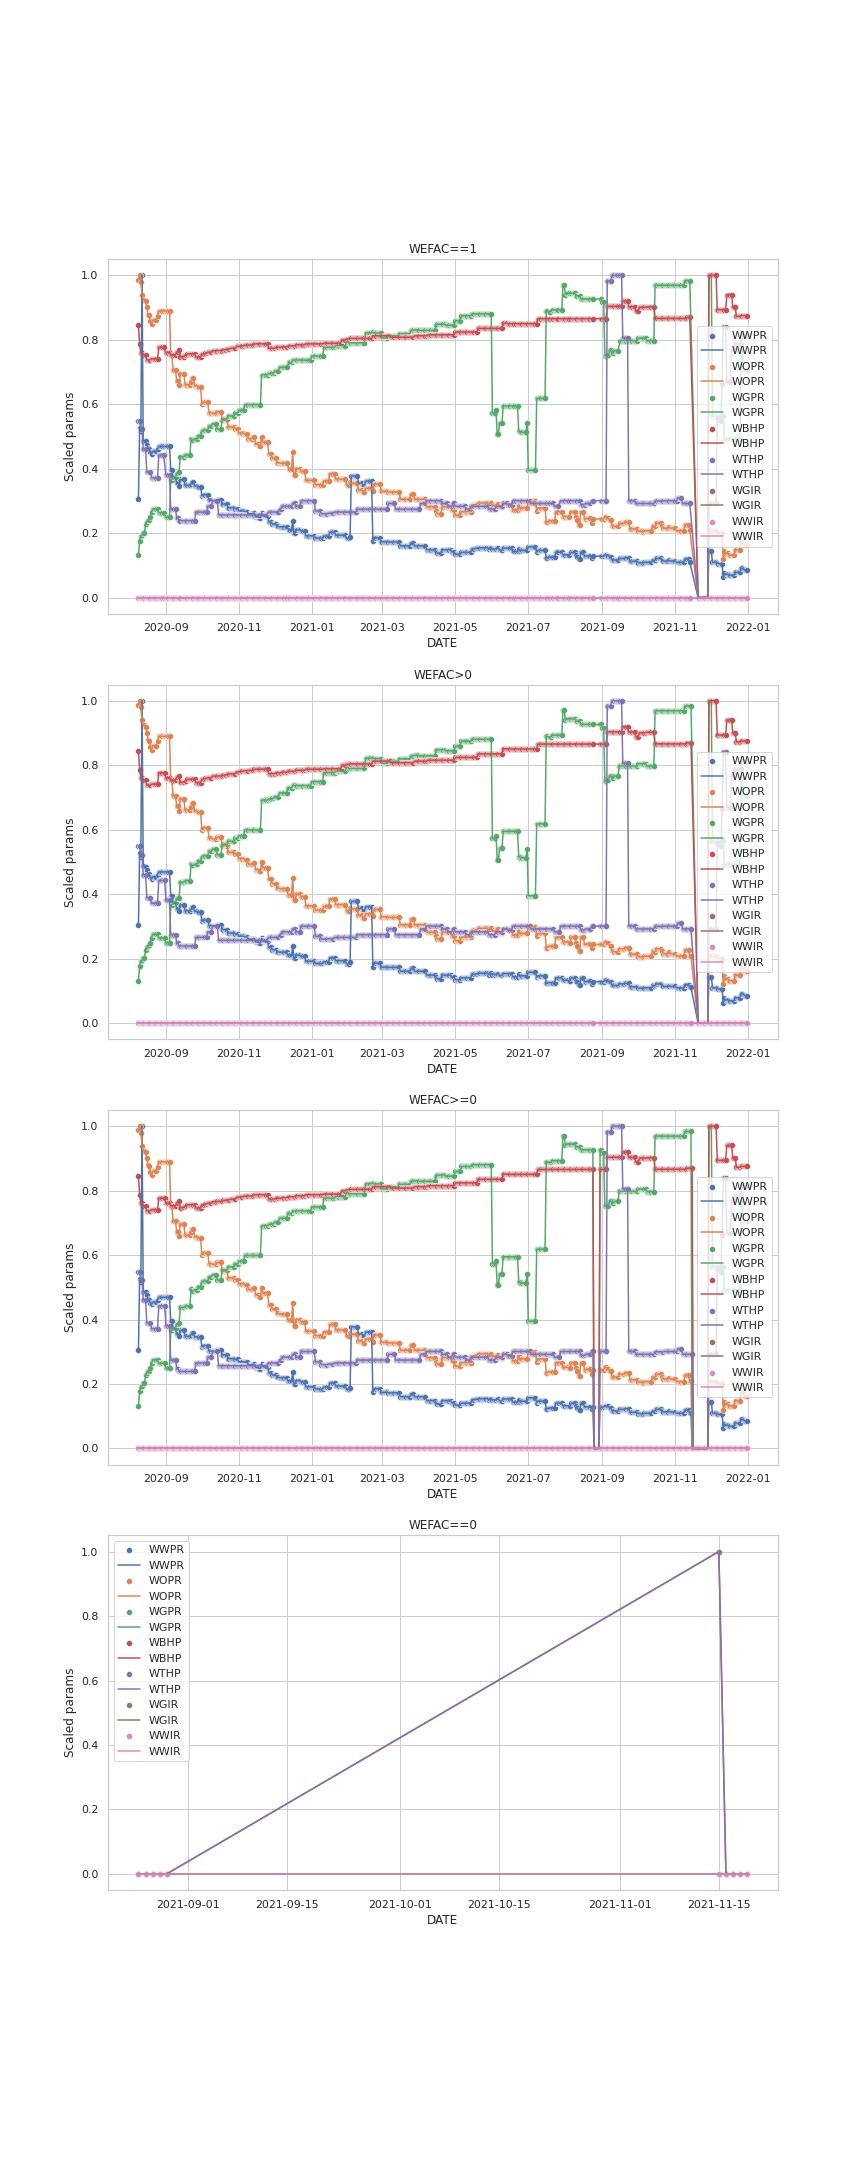 WEFAC==1
1.0
0.8
0.6
0.4
0.2
0.0
Scaled params
WWPR
WWPR
WOPR
WOPR
WGPR
WGPR
WBHP
WBHP
WTHP
WTHP
WGIR
WGIR
WWIR
WWIR
2020-09 2020-11 2021-01 2021-03 2021-05 2021-07 2021-09 2021-11 2022-01
DATE
WEFAC>0
1.0
0.8
0.6
0.4
0.2
0.0
Scaled params
WWPR
WWPR
WOPR
WOPR
WGPR
WGPR
WBHP
WBHP
WTHP
WTHP
WGIR
WGIR
WWIR
WWIR
2020-09 2020-11 2021-01 2021-03 2021-05 2021-07 2021-09 2021-11 2022-01
DATE
WEFAC>=0
1.0
0.8
0.6
0.4
0.2
0.0
Scaled params
WWPR
WWPR
WOPR
WOPR
WGPR
WGPR
WBHP
WBHP
WTHP
WTHP
WGIR
WGIR
WWIR
WWIR
2020-09 2020-11 2021-01 2021-03 2021-05 2021-07 2021-09 2021-11 2022-01
DATE
WEFAC==0
1.0
0.8
0.6
0.4
0.2
0.0
Scaled params
WWPR
WWPR
WOPR
WOPR
WGPR
WGPR
WBHP
WBHP
WTHP
WTHP
WGIR
WGIR
WWIR
WWIR
2021-09-01 2021-09-15 2021-10-01 2021-10-15 2021-11-01 2021-11-15
DATE